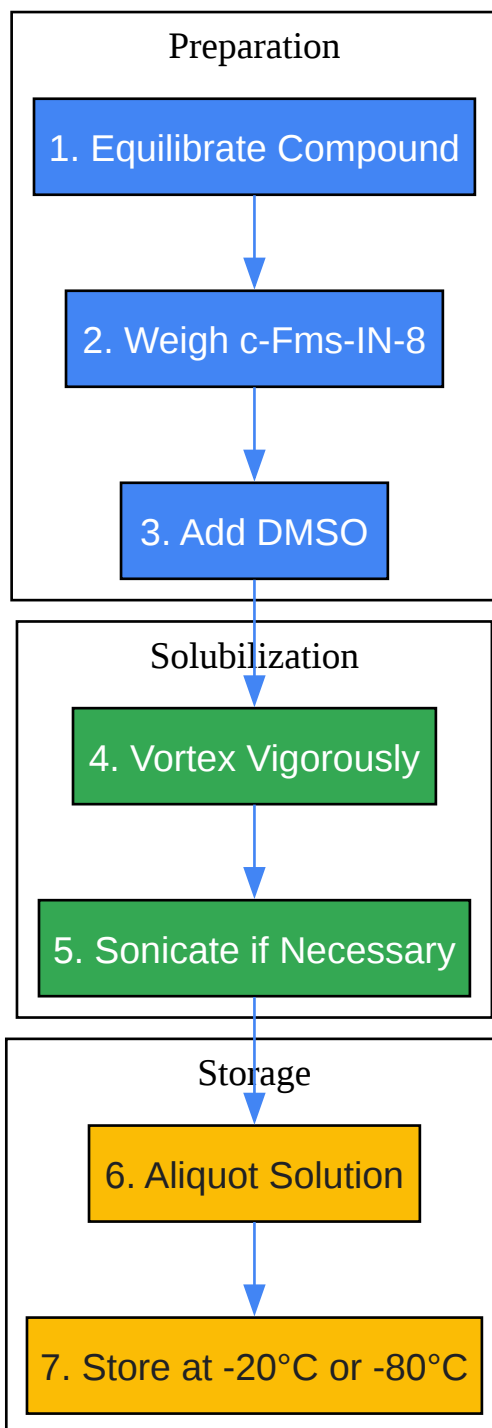 Preparation
1. Equilibrate Compound
2. Weigh c-Fms-IN-8
3. Add DMSO
Solubilization
4. Vortex Vigorously
5. Sonicate if Necessary
Storage
6. Aliquot Solution
7. Store at -20°C or -80°C